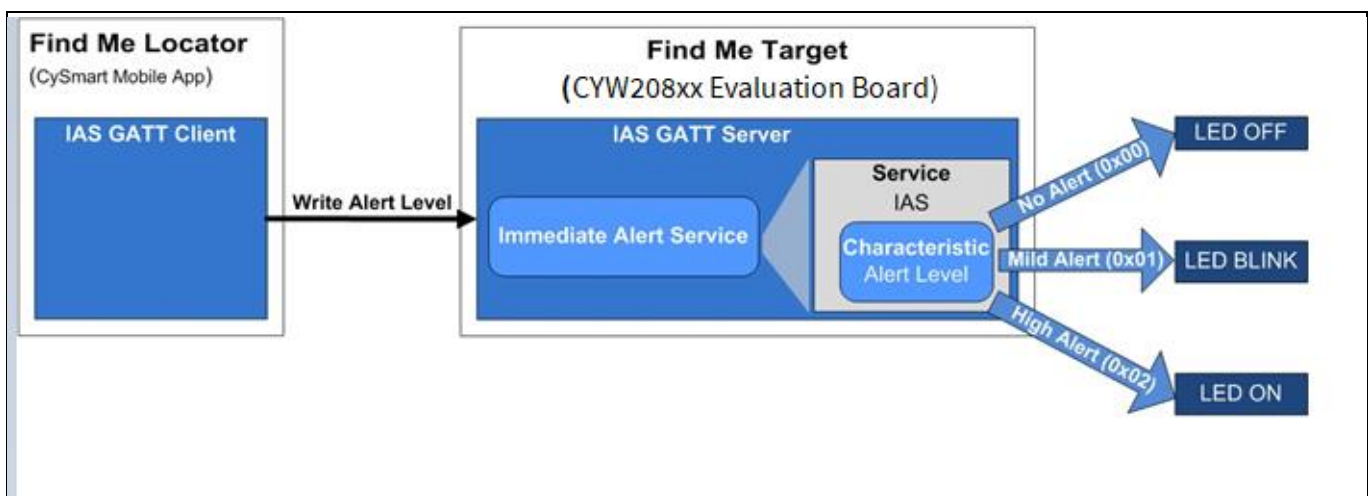 Find Me Locator
(CySmart Mobile App)
IAS GATT Client
Write Alert Level
Find Me Target
(CYW208xx Evaluation Board)
IAS GATT Server
Immediate Alert Service
Service
IAS
Characteristic
Alert Level
No Alert (0x00)
LED OFF
Mild Alert (0x01)
LED BLINK
High Alert (0x02)
LED ON